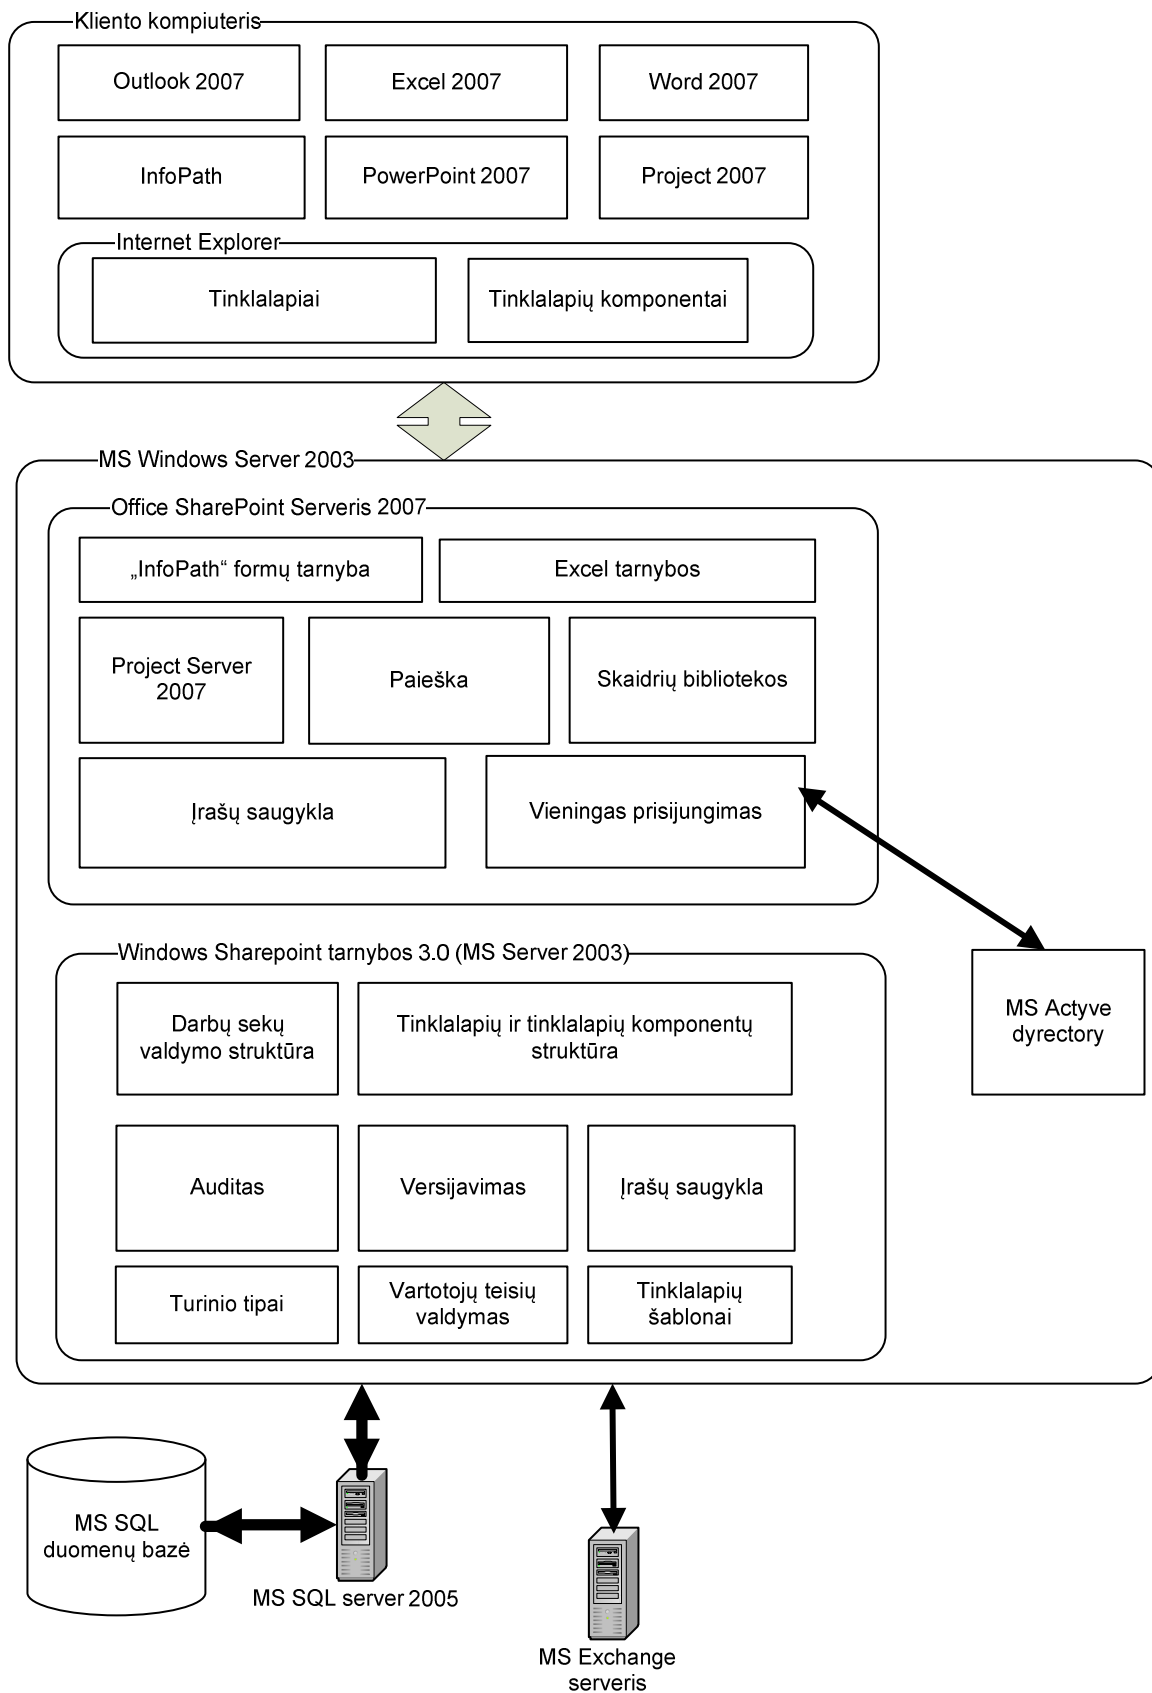 Kliento kompiuteris
Outlook 2007
Excel 2007
Word 2007
InfoPath
PowerPoint 2007
Project 2007
Internet Explorer
Tinklalapiai
Tinklalapių komponentai
MS Windows Server 2003
Office SharePoint Serveris 2007
„InfoPath“ formų tarnyba
Excel tarnybos
Project Server
2007
Paieška
Skaidrių bibliotekos
Įrašų saugykla
Vieningas prisijungimas
Windows Sharepoint tarnybos 3.0 (MS Server 2003)
Darbų sekų
valdymo struktūra
Tinklalapių ir tinklalapių komponentų
struktūra
MS Actyve
dyrectory
Auditas
Versijavimas
Įrašų saugykla
Turinio tipai
Vartotojų teisių
valdymas
Tinklalapių
šablonai
MS SQL
duomenų bazė
MS SQL server 2005
MS Exchange
serveris